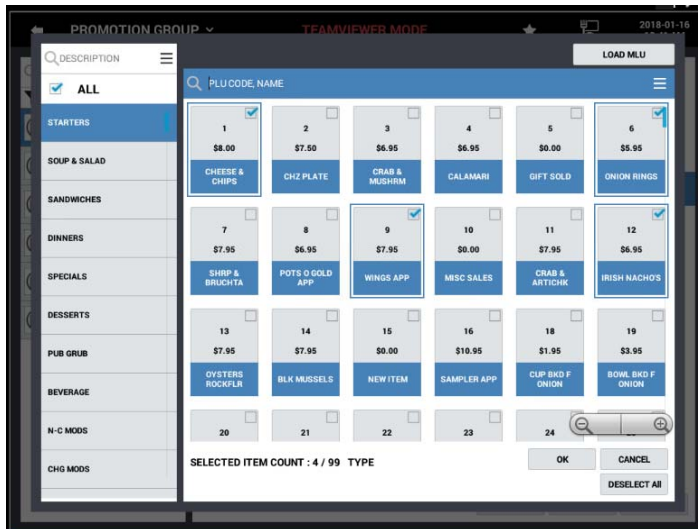 PROMOTION GROUP
TEAMVIEWER MODE
2018-01-16
DESCRIPTION
LOAD MLU
ALL
PLU CODE, NAME
STARTERS
SOUP & SALAD
SANDWICHES
DINNERS
SPECIALS
DESSERTS
PUB GRUB
BEVERAGE
N-C MODS
CHG MODS
1 2 3 4 5 6
$8.00 $7.50 $6.95 $6.95 $0.00 $5.95
CHEESE & CHIPS CHZ PLATE CRAB & MUSHRM CALAMARI GIFT SOLD ONION RINGS
7 8 9 10 11 12
$7.95 $6.95 $7.95 $0.00 $7.95 $6.95
SHRP & BRUCHTA POTS O GOLD APP WINGS APP MISC SALES CRAB & ARTICHK IRISH NACHO'S
13 14 15 16 18 19
$7.95 $7.95 $0.00 $10.95 $1.95 $3.95
OYSTERS ROCKFLR BLK MUSSELS NEW ITEM SAMPLER APP CUP BKD F ONION BOWL BKD F ONION
20 21 22 23 24
SELECTED ITEM COUNT : 4 / 99 TYPE
OK
CANCEL
DESELECT All